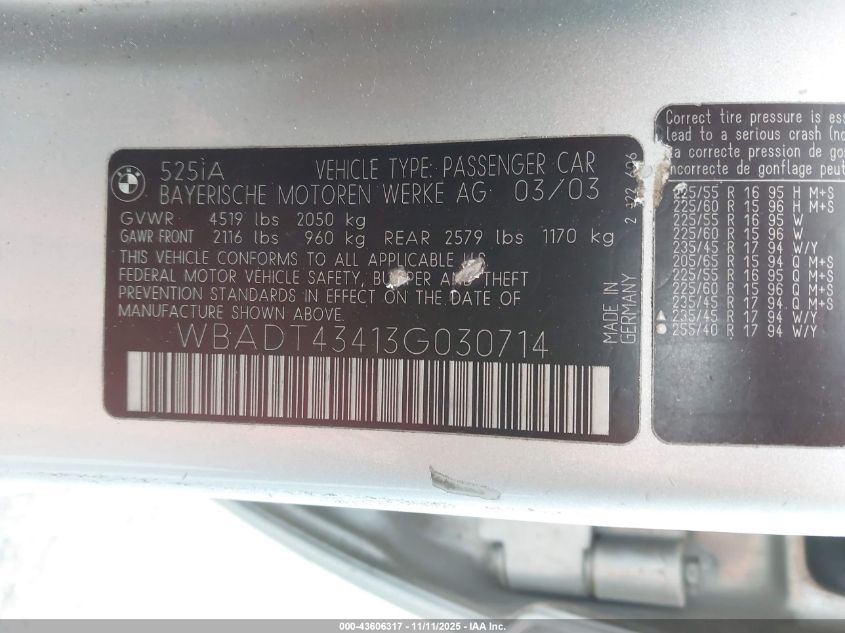 BMW
525iA VEHICLE TYPE: PASSENGER CAR
BAYERISCHE MOTOREN WERKE AG 03/03
GVWR 4519 lbs 2050 kg
GAWR FRONT 2116 lbs 960 kg REAR 2579 lbs 1170 kg
THIS VEHICLE CONFORMS TO ALL APPLICABLE U.S.
FEDERAL MOTOR VEHICLE SAFETY, AND THEFT
PREVENTION STANDARDS IN EFFECT ON THE DATE OF
MANUFACTURE SHOWN ABOVE
WBADT43413G030714
MADE IN
GERMANY
Correct tire pressure is
lead to a serious crash
La correcte pression de
incorrecte de gonflage
225/55 R 16 95 H M+S
225/60 R 15 96 H M+S
225/55 R 16 95 W
225/60 R 15 96 W
235/45 R 17 94 W/Y
205/65 R 15 94 Q M+S
225/55 R 16 95 Q M+S
225/60 R 15 96 Q M+S
235/45 R 17 94 Q M+S
235/45 R 17 94 W/Y
255/40 R 17 94 W/Y
000-43606317 - 11/11/2025 - IAA Inc.